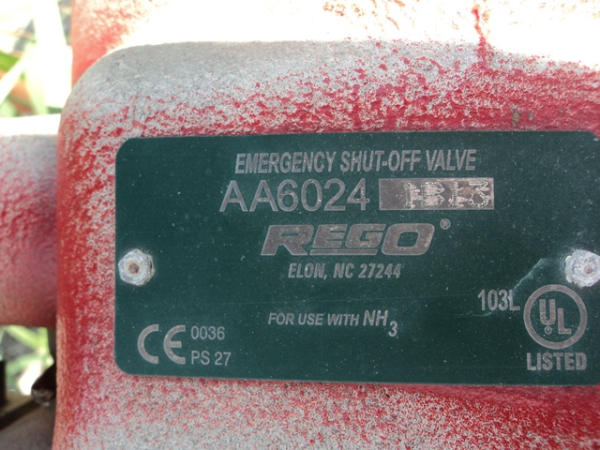 EMERGENCY SHUT-OFF VALVE
AA6024
REGO®
ELON, NC 27244
FOR USE WITH NH3
CE 0036
PS 27
103L
UL
LISTED